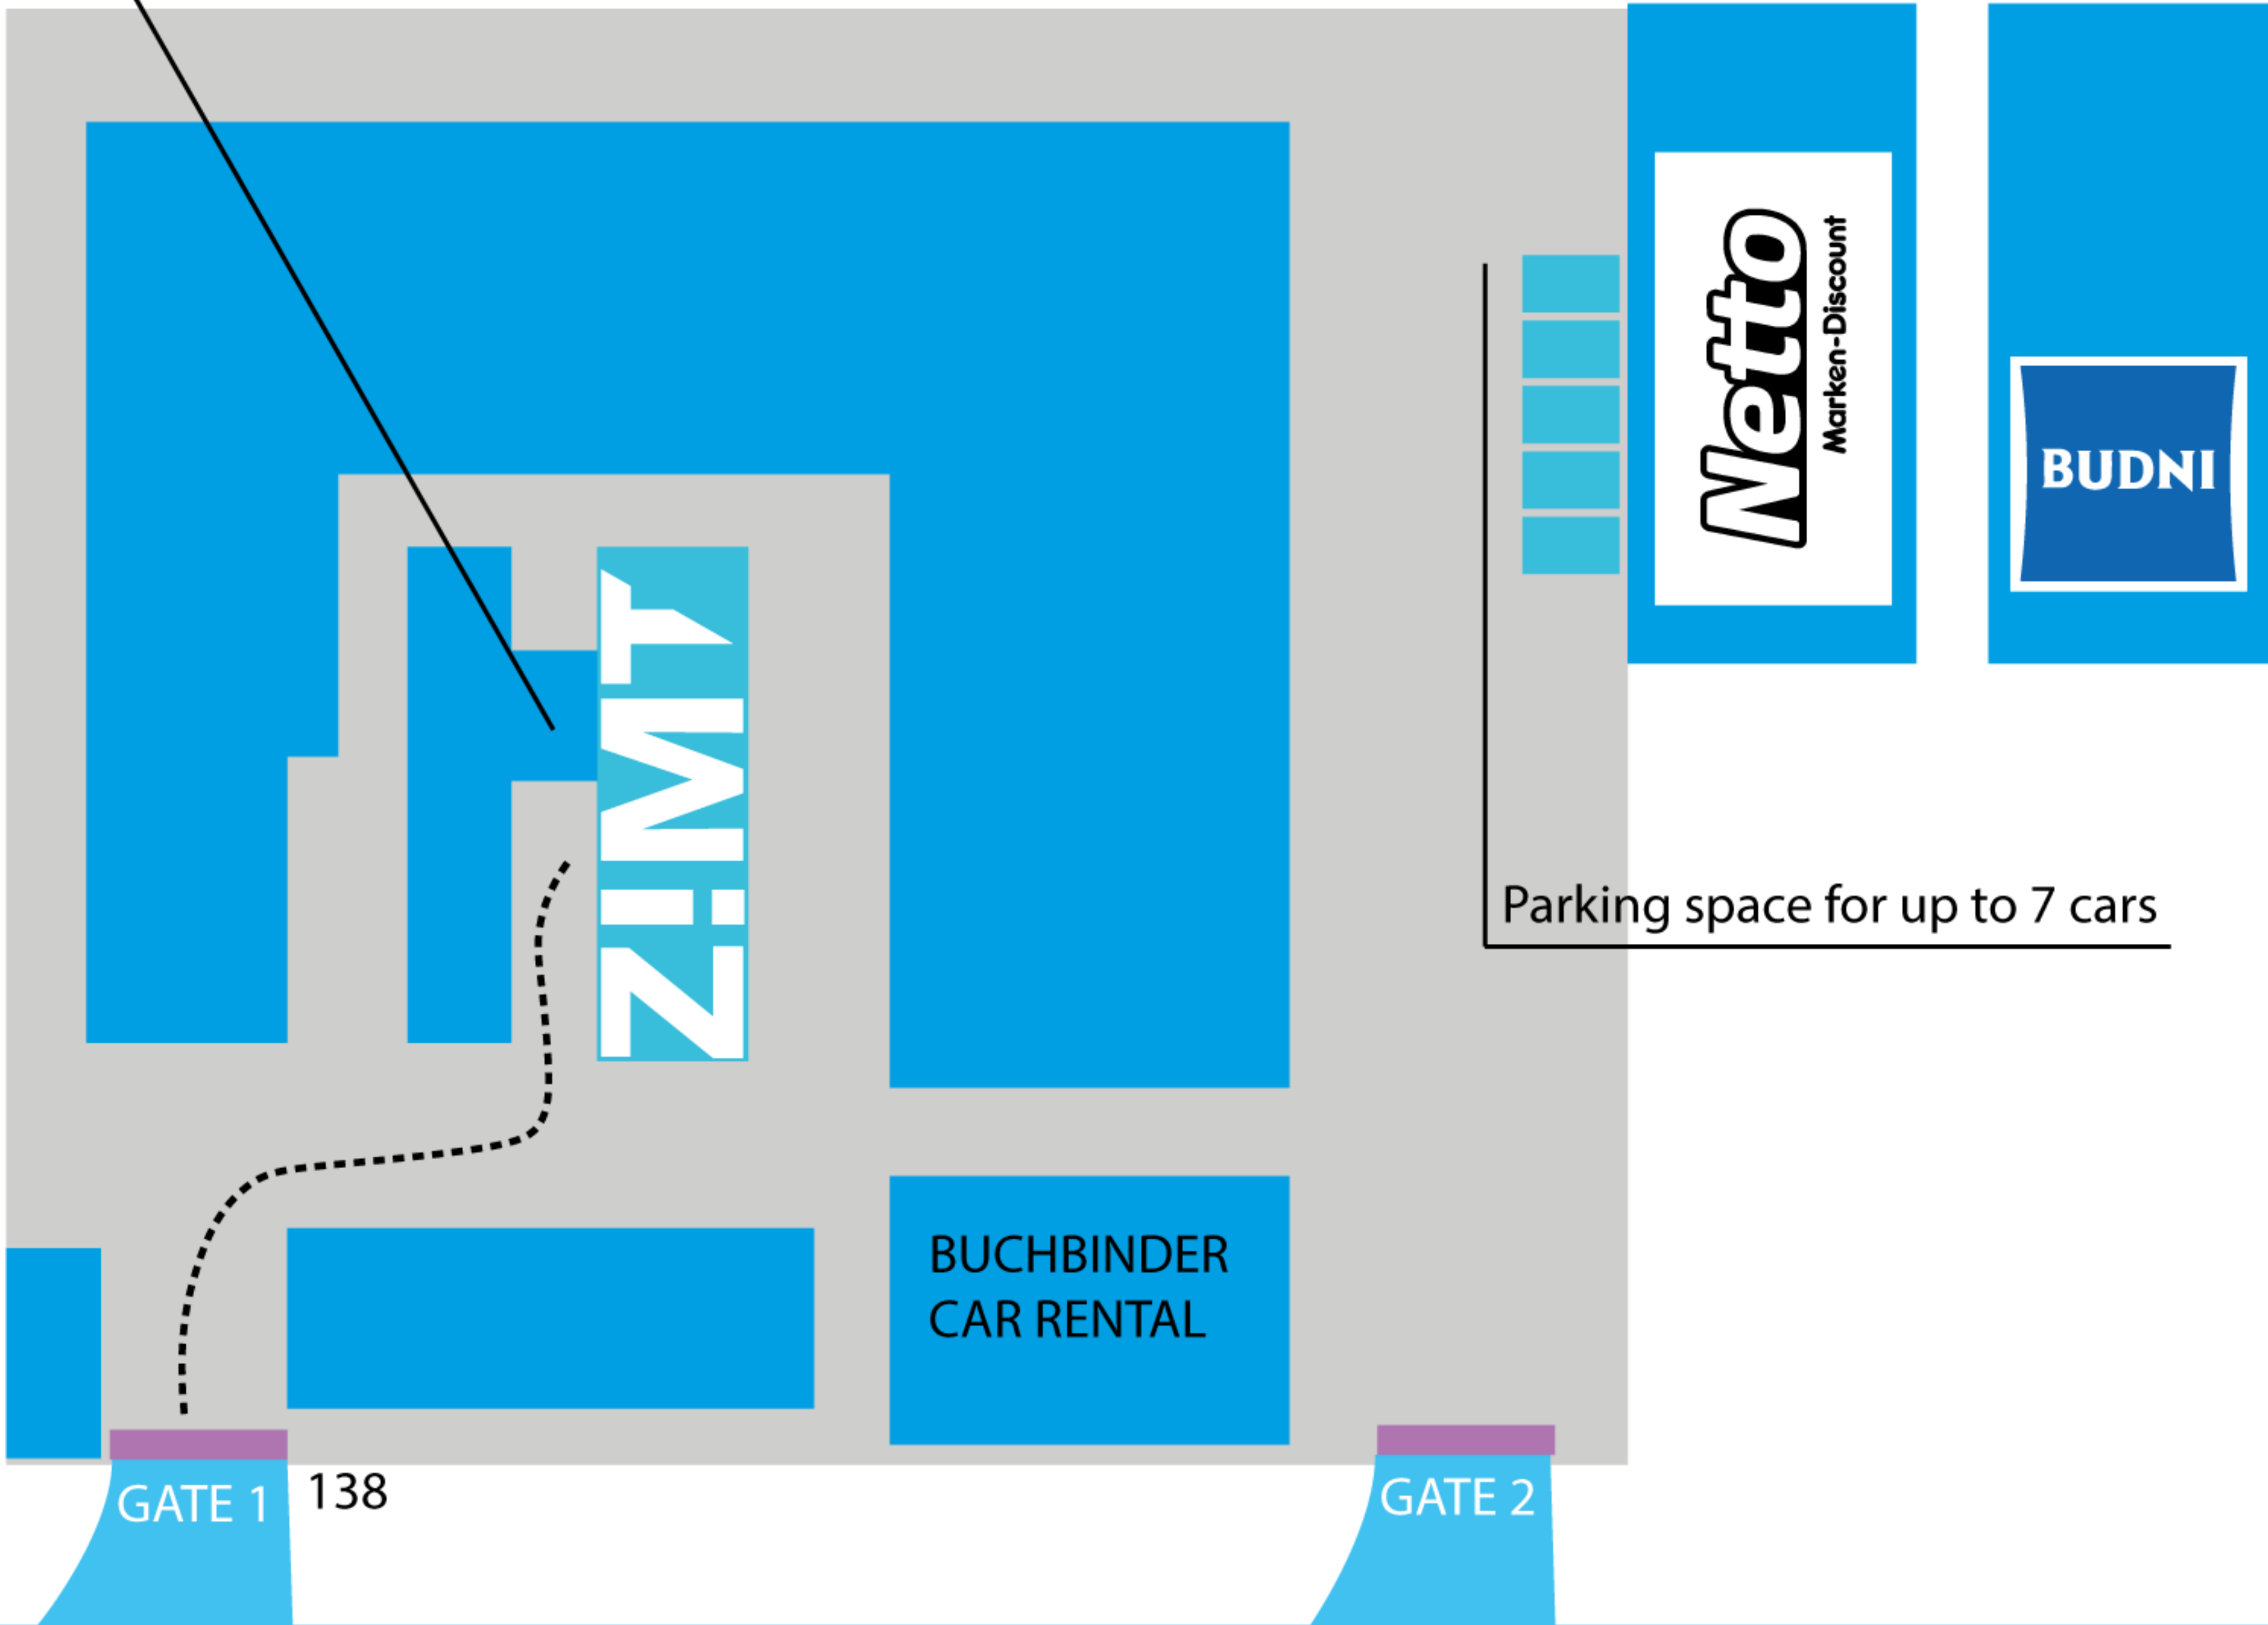 Netto
Marken-Discount
BUDNI
ZiMT
Parking space for up to 7 cars
BUCHBINDER
CAR RENTAL
GATE 1
138
GATE 2